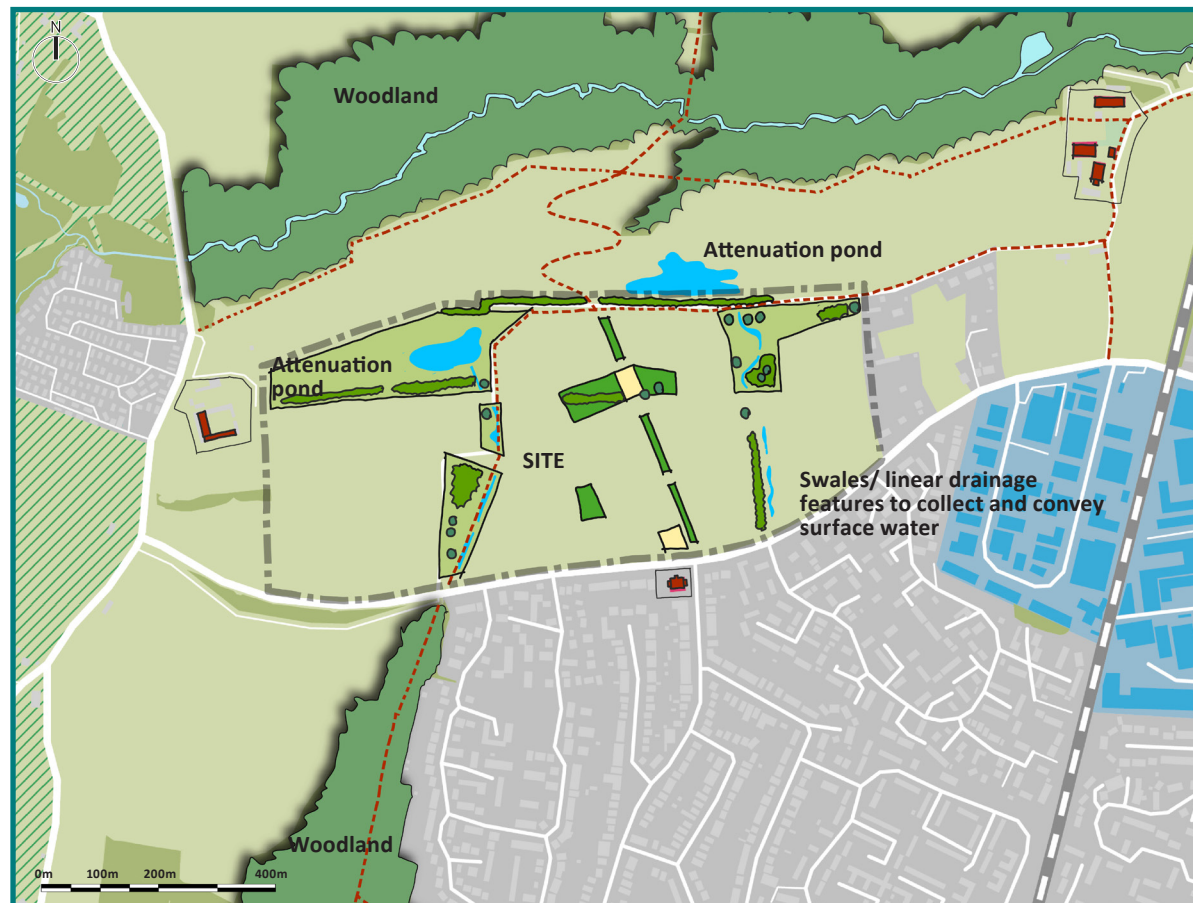 N
Woodland
Attenuation pond
Attenuation
pond
SITE
Swales/ linear drainage
features to collect and convey
surface water
Woodland
0m 100m 200m 400m